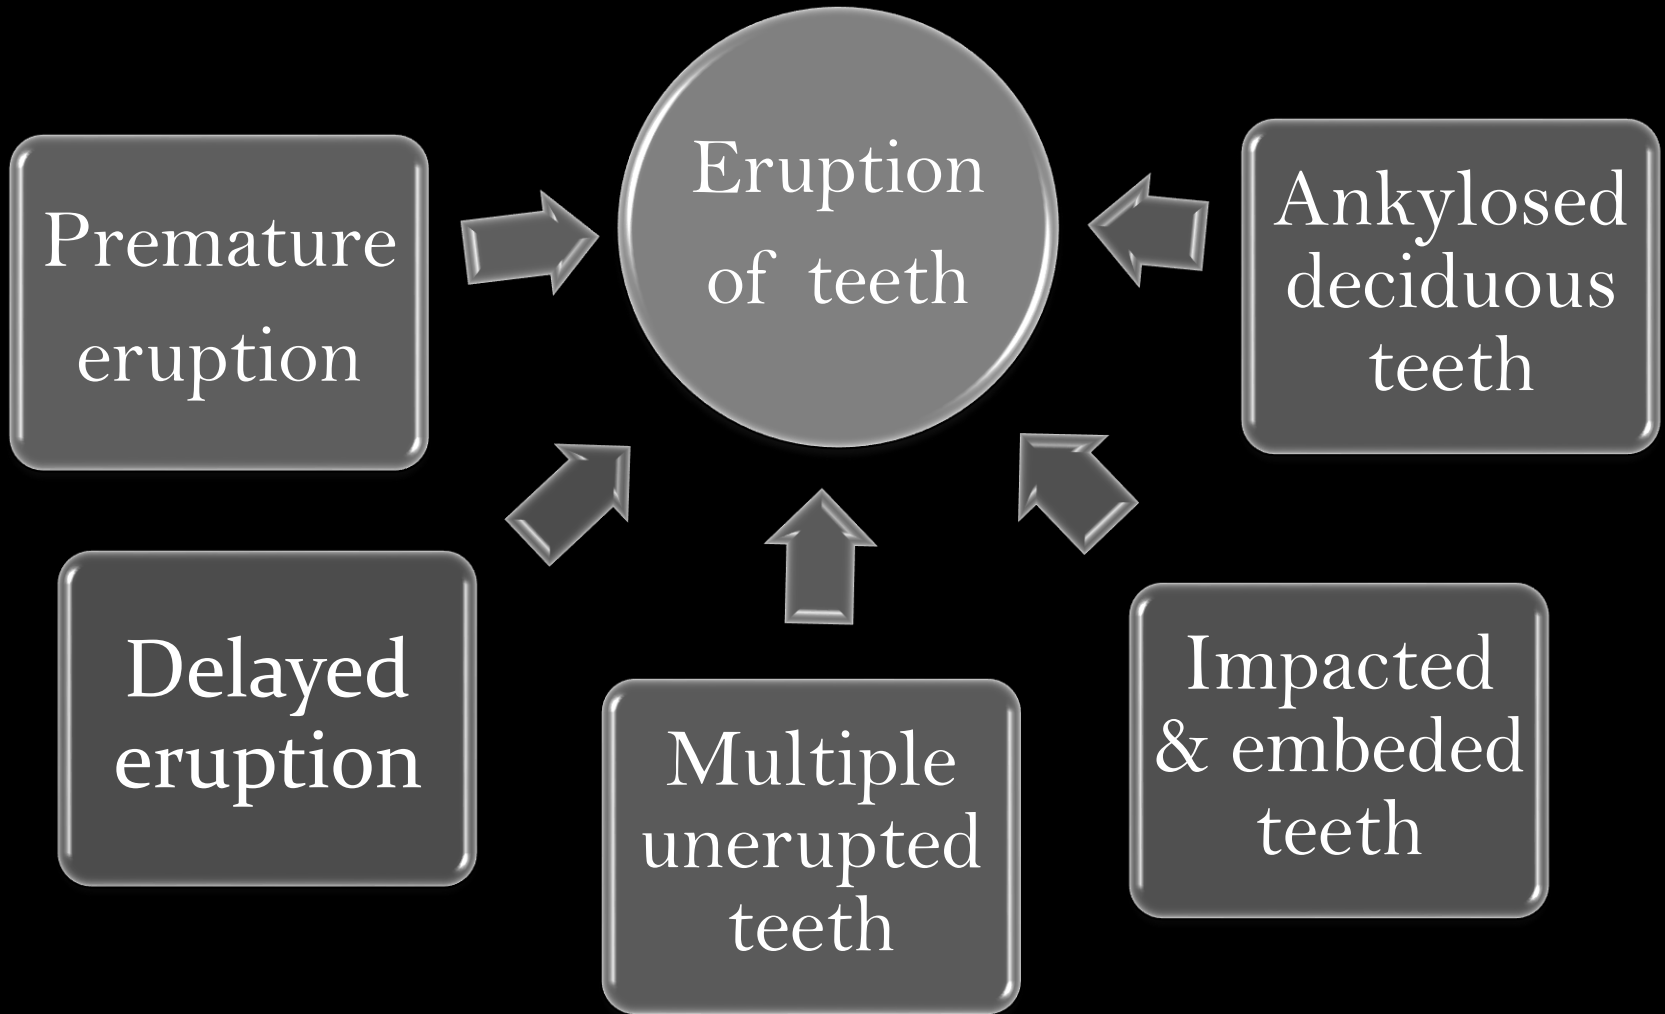 Eruption
of teeth
Premature
eruption
Delayed
eruption
Multiple
unerupted
teeth
Impacted
& embeded
teeth
Ankylosed
deciduous
teeth